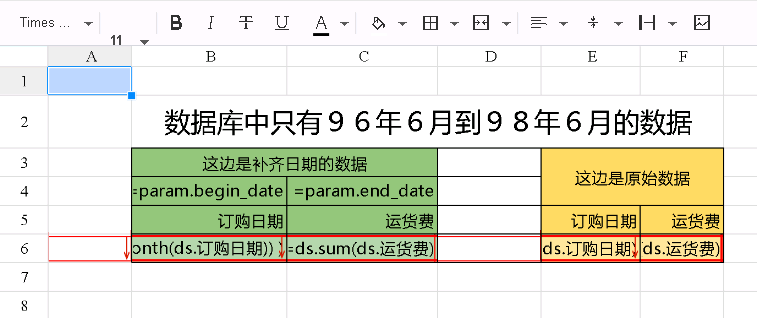 Times ...
11
B I T U A
A B C D E F
1
2 数据库中只有９６年６月到９８年６月的数据
3 这边是补齐日期的数据
这边是原始数据
4 =param.begin_date =param.end_date
5 订购日期 运货费 订购日期 运货费
6 onth(ds.订购日期)) =ds.sum(ds.运货费) ds.订购日期) ds.运货费)
7
8